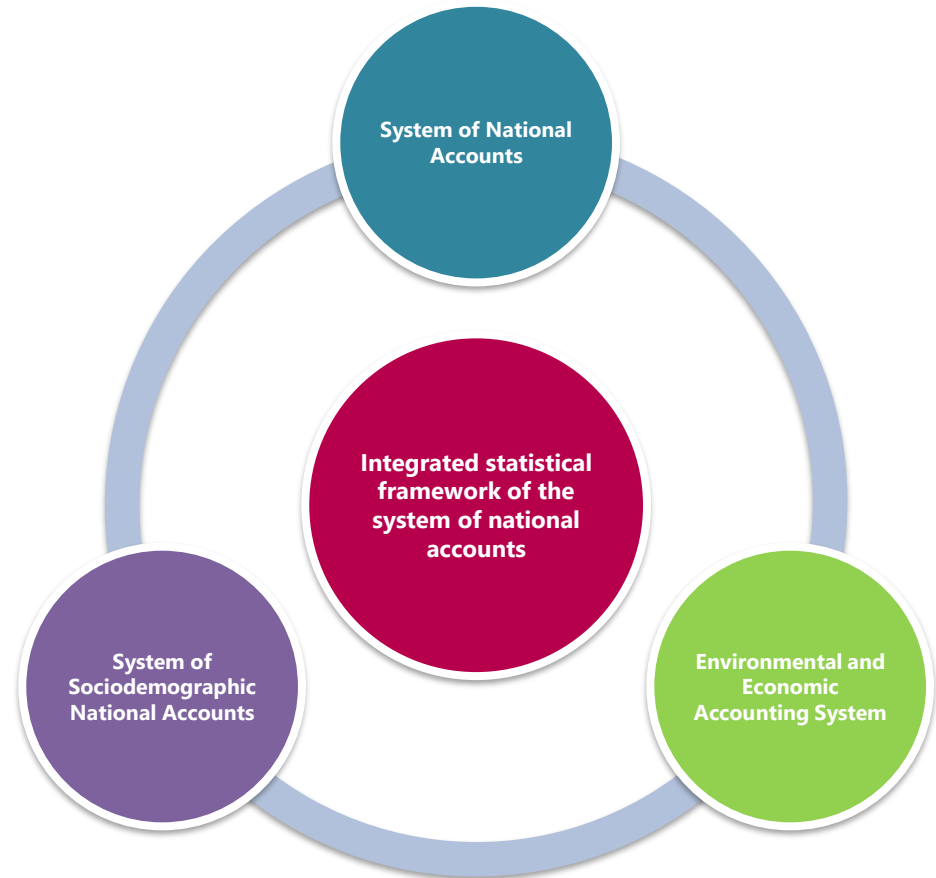 System of National
Accounts
Integrated statistical
framework of the
system of national
accounts
System of
Sociodemographic
National Accounts
Environmental and
Economic
Accounting System